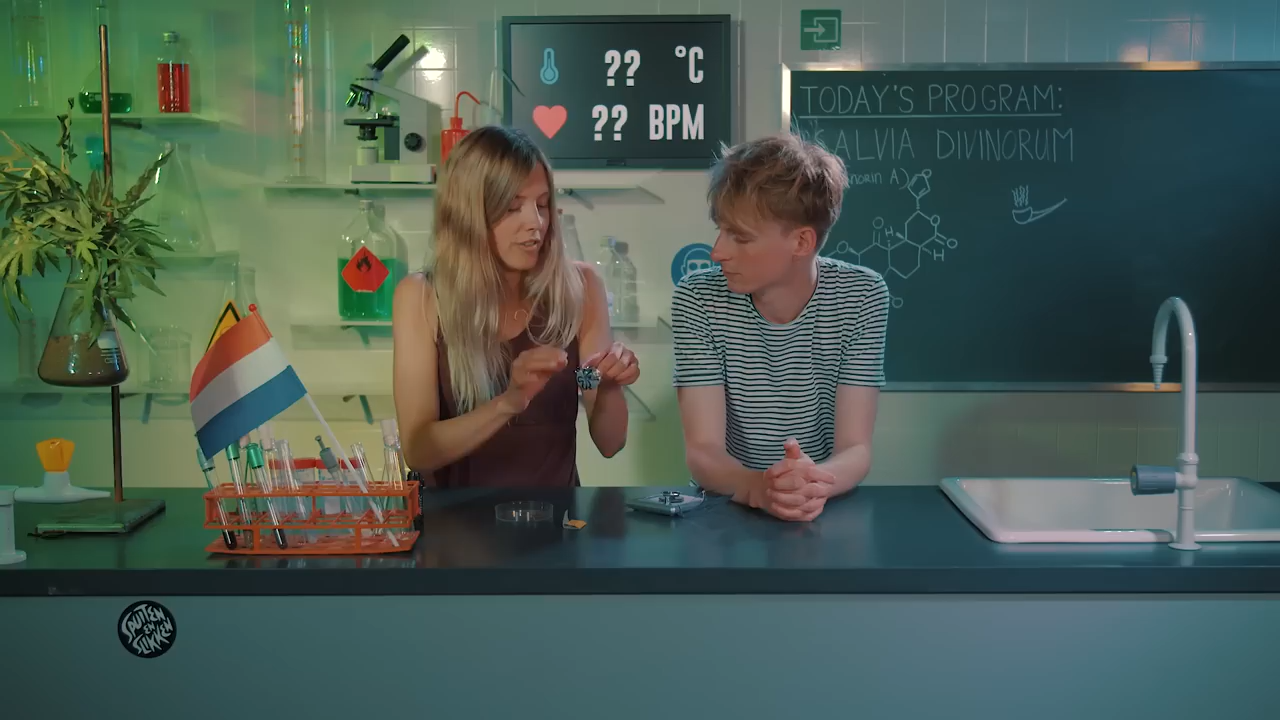 ?? °C
?? BPM
TODAY'S PROGRAM:
SALVIA DIVINORUM
O
O
H
O
H
SPUITEN
EN
SLIKKEN